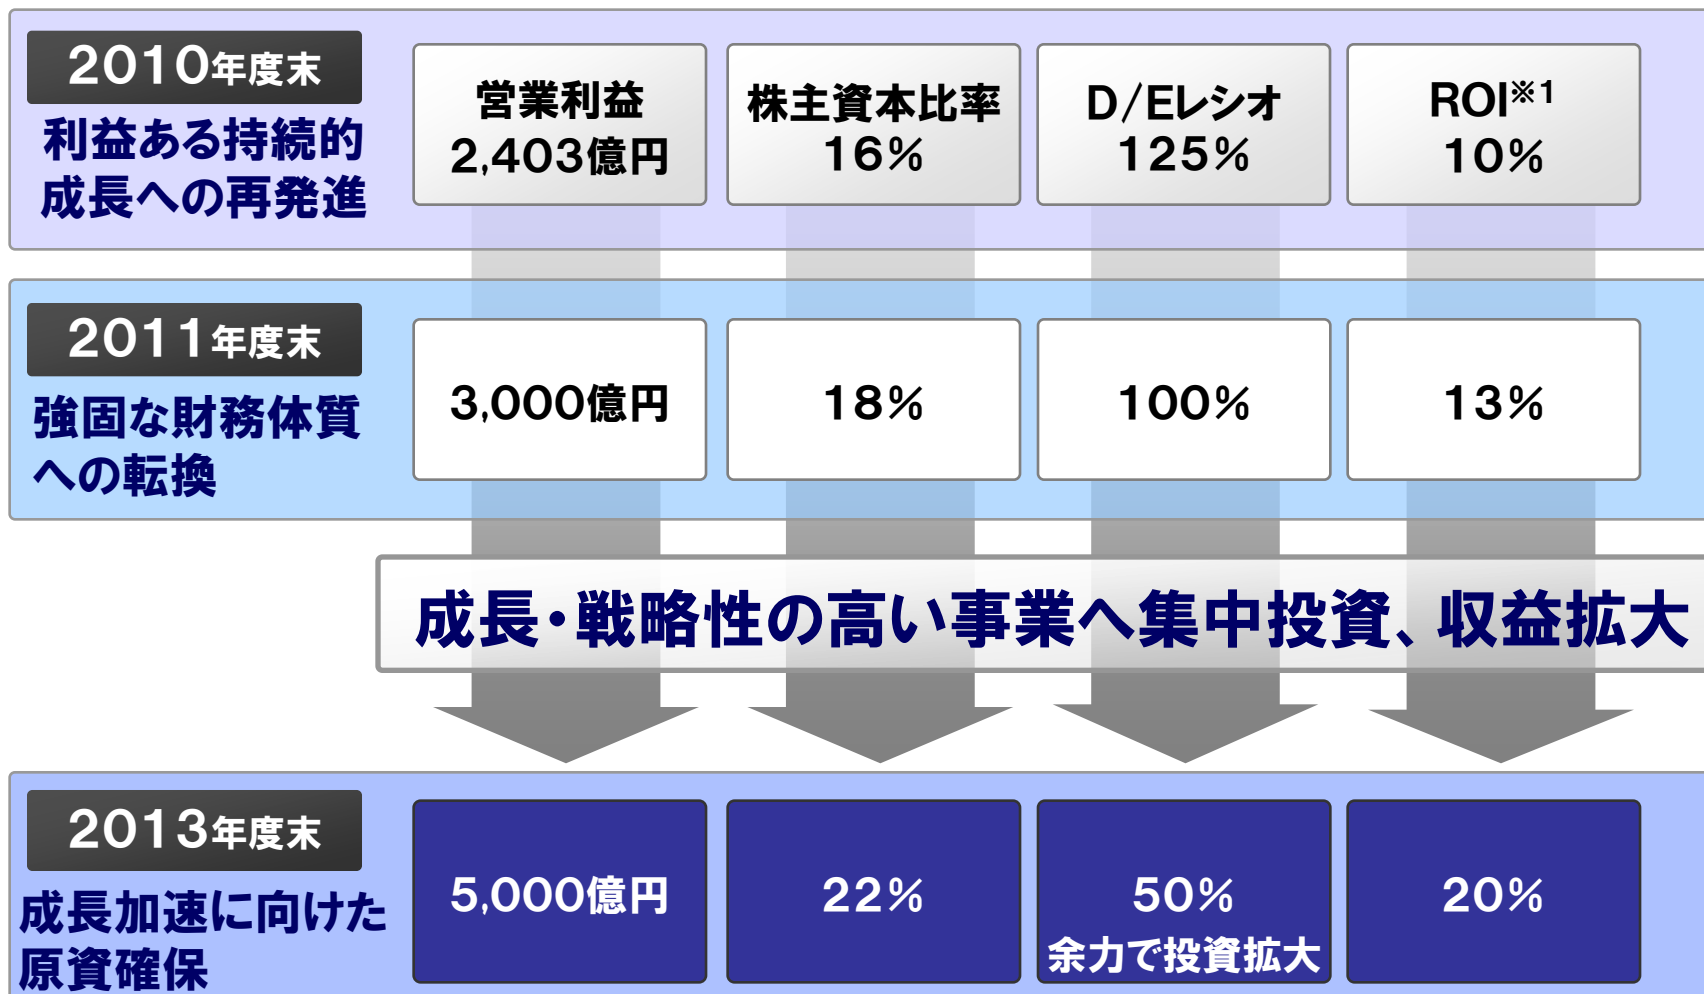 2010年度末
利益ある持続的
成長への再発進
営業利益
2,403億円
株主資本比率
16%
D/Eレシオ
125%
ROI※1
10%
2011年度末
強固な財務体質
への転換
3,000億円
18%
100%
13%
成長・戦略性の高い事業へ集中投資、収益拡大
2013年度末
成長加速に向けた
原資確保
5,000億円
22%
50%
余力で投資拡大
20%